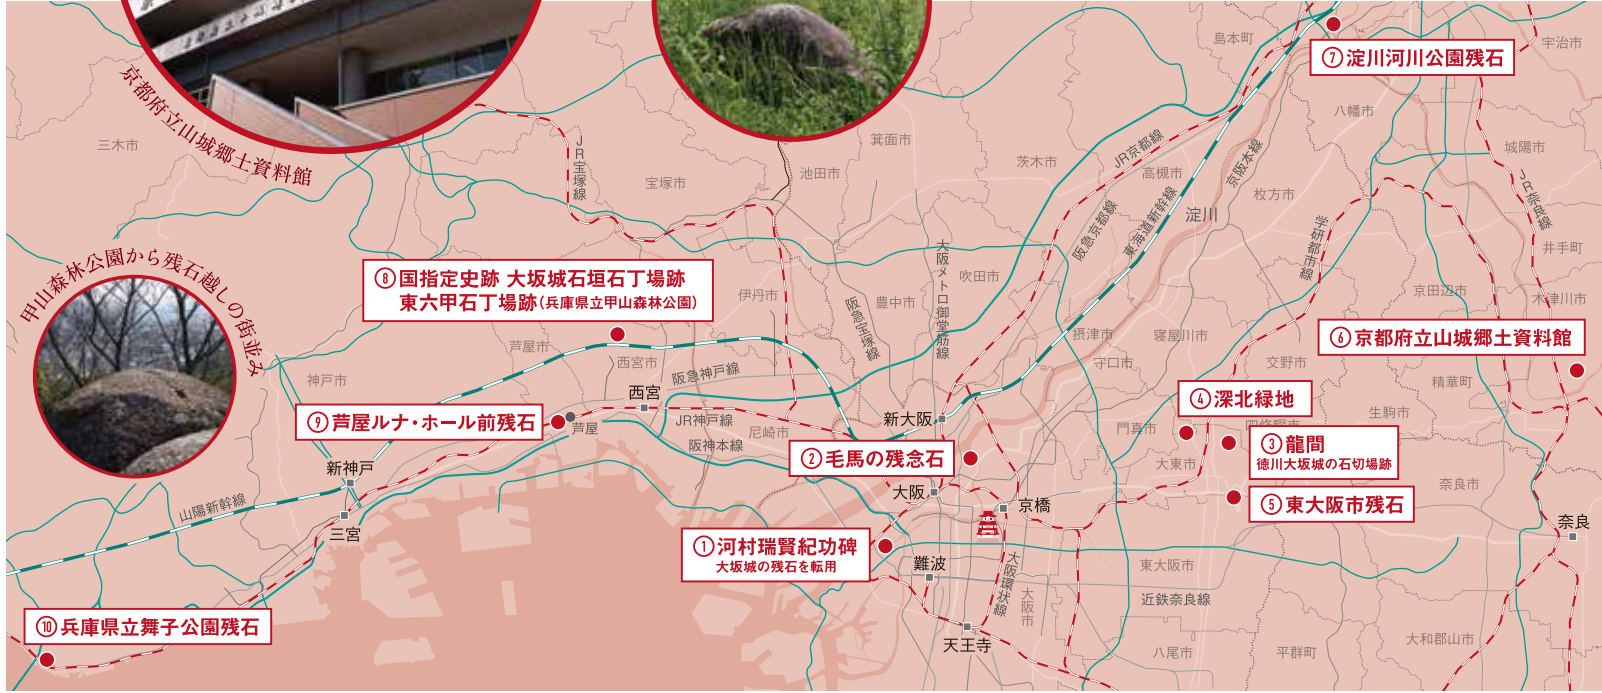 京都府立山城郷土資料館
甲山森林公園から残石越しの街並み
⑦淀川河川公園残石
⑧国指定史跡 大坂城石垣石丁場跡
東六甲石丁場跡(兵庫県立甲山森林公園)
⑥京都府立山城郷土資料館
④深北緑地
⑨芦屋ルナ・ホール前残石
②毛馬の残念石
③龍間
徳川大坂城の石切場跡
⑤東大阪市残石
①河村瑞賢紀功碑
大坂城の残石を転用
⑩兵庫県立舞子公園残石
島本町
宇治市
八幡市
三木市
JR宝塚線
箕面市
池田市
宝塚市
茨木市
JR京都線
高槻市
京阪本線
枚方市
城陽市
JR奈良線
淀川
阪急京都線
東海道新幹線
学研都市線
井手町
大阪メトロ御堂筋線
吹田市
伊丹市
豊中市
阪急宝塚線
京田辺市
木津川市
摂津市
寝屋川市
守口市
交野市
精華町
芦屋市
西宮市
神戸市
阪急神戸線
西宮
JR神戸線
尼崎市
阪神本線
芦屋
新大阪
門真市
四條畷市
生駒市
大東市
新神戸
山陽新幹線
三宮
大阪
京橋
奈良市
奈良
難波
大阪環状線
大阪市
東大阪市
近鉄奈良線
天王寺
八尾市
平群町
大和郡山市